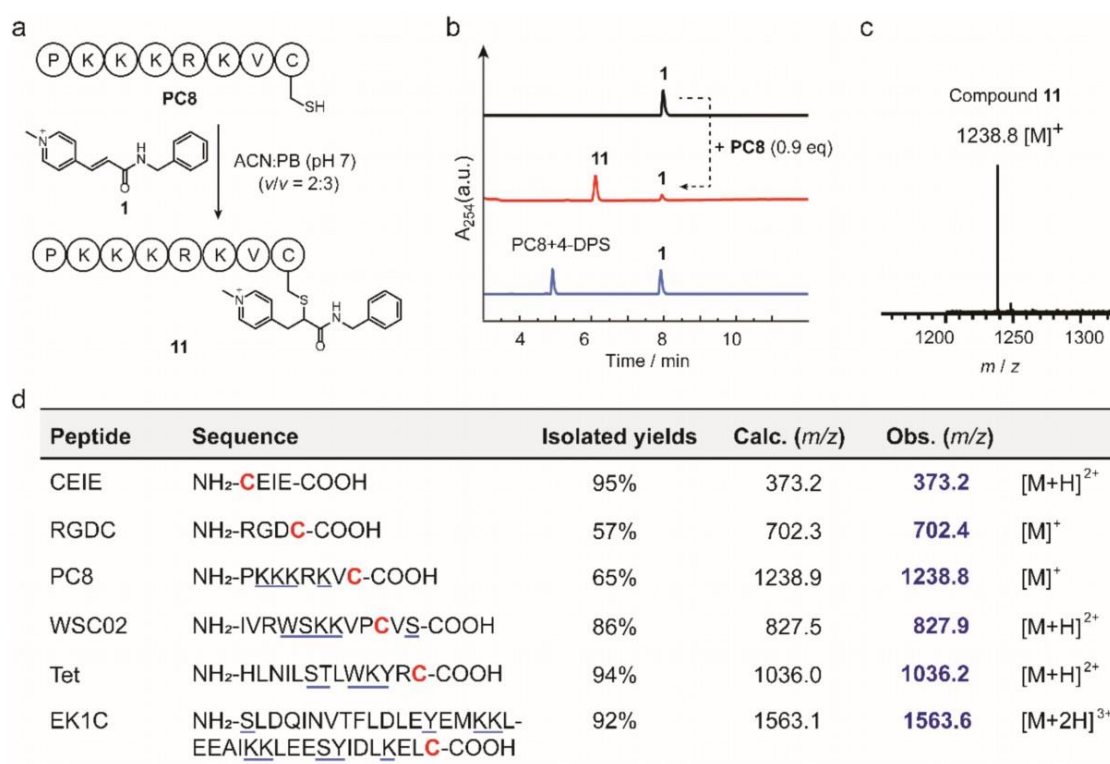 a
P K K K R K V C
PC8
SH
N+
N
H
O
1
ACN:PB (pH 7)
(v/v = 2:3)
P K K K R K V C
S
N+
H
N
O
11
b
A254(a.u.)
1
+ PC8 (0.9 eq)
11
1
PC8+4-DPS
1
4 6 8 10
Time / min
c
Compound 11
1238.8 [M]+
1200 1250 1300
m / z
d
Peptide Sequence Isolated yields Calc. (m/z) Obs. (m/z)
CEIE NH₂-CEIE-COOH 95% 373.2 373.2 [M+H]²⁺
RGDC NH₂-RGDC-COOH 57% 702.3 702.4 [M]⁺
PC8 NH₂-PKKKRKVC-COOH 65% 1238.9 1238.8 [M]⁺
WSC02 NH₂-IVRWSKKVPCVS-COOH 86% 827.5 827.9 [M+H]²⁺
Tet NH₂-HLNILSTLWKYRC-COOH 94% 1036.0 1036.2 [M+H]²⁺
EK1C NH₂-SLDQINVTFLDLEYEMKKL- 92% 1563.1 1563.6 [M+2H]³⁺
EEAIKKLEESYIDLKELC-COOH